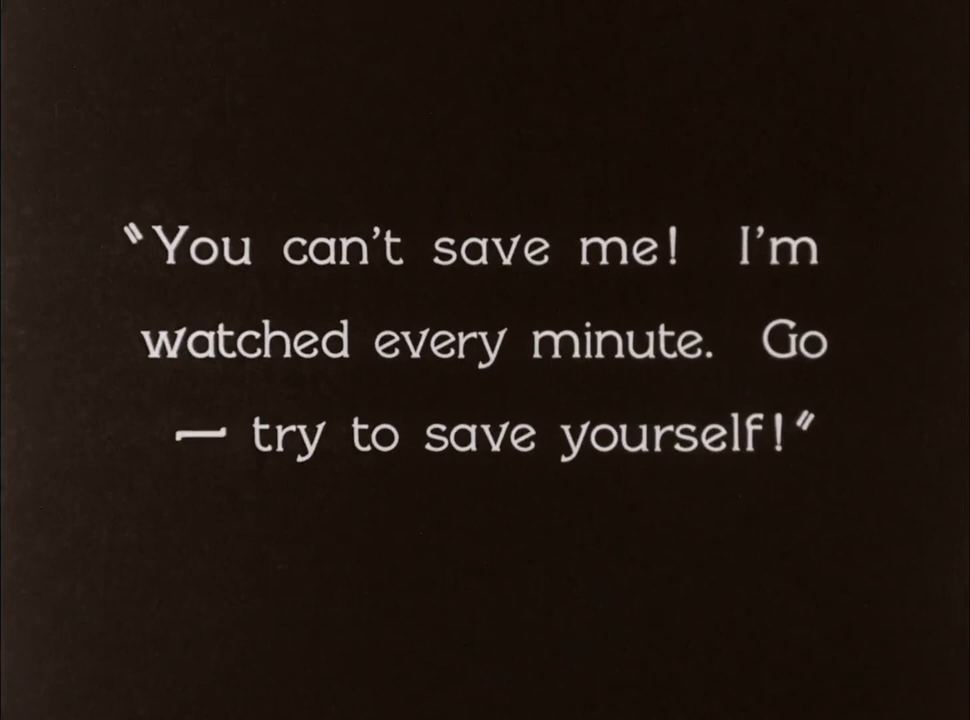 "You can't save me! I'm
watched every minute. Go
— try to save yourself!"